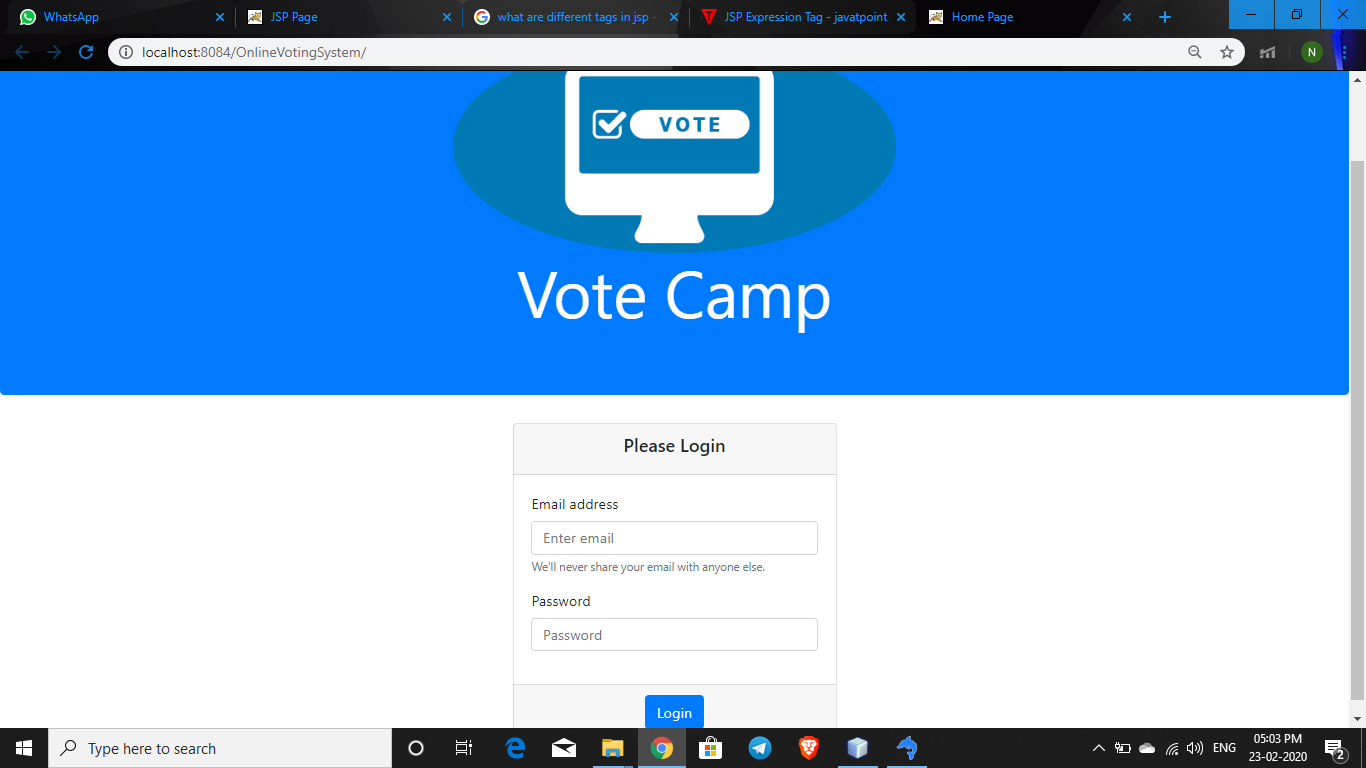 WhatsApp
JSP Page
what are different tags in jsp -
JSP Expression Tag - javatpoint
Home Page
localhost:8084/OnlineVotingSystem/
N
VOTE
Vote Camp
Please Login
Email address
Enter email
We'll never share your email with anyone else.
Password
Password
Login
Type here to search
ENG
05:03 PM
23-02-2020
2